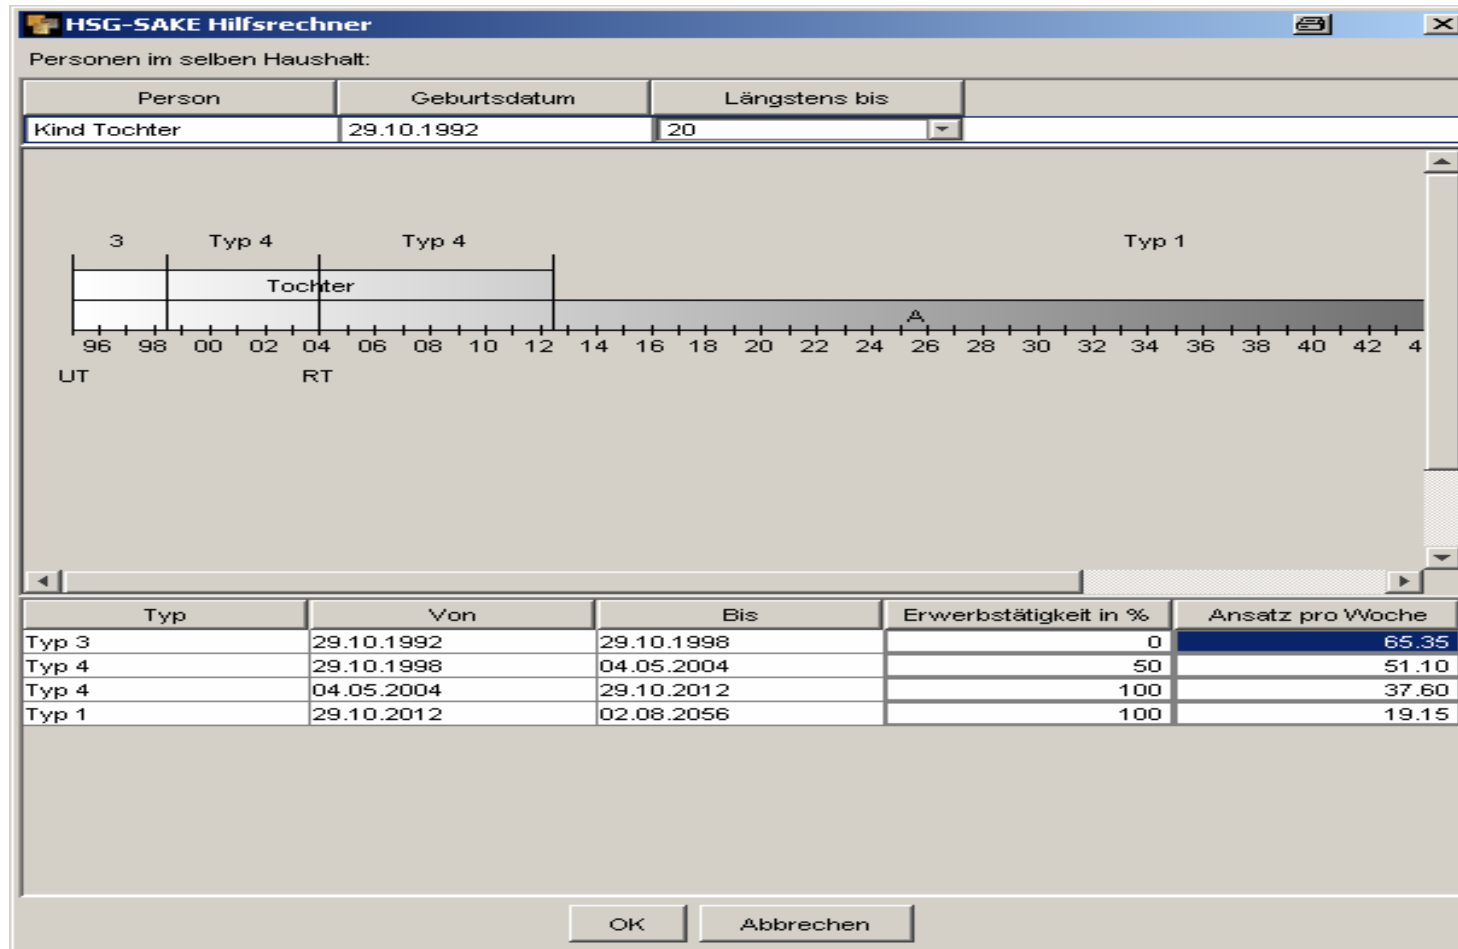 HSG-SAKE Hilfsrechner
Personen im selben Haushalt:
Person Geburtsdatum Längstens bis
Kind Tochter 29.10.1992 20
3 Typ 4 Typ 4 Typ 1
Tochter
A
96 98 00 02 04 06 08 10 12 14 16 18 20 22 24 26 28 30 32 34 36 38 40 42 4
UT RT
Typ Von Bis Erwerbstätigkeit in % Ansatz pro Woche
Typ 3 29.10.1992 29.10.1998 0 65.35
Typ 4 29.10.1998 04.05.2004 50 51.10
Typ 4 04.05.2004 29.10.2012 100 37.60
Typ 1 29.10.2012 02.08.2056 100 19.15
OK Abbrechen